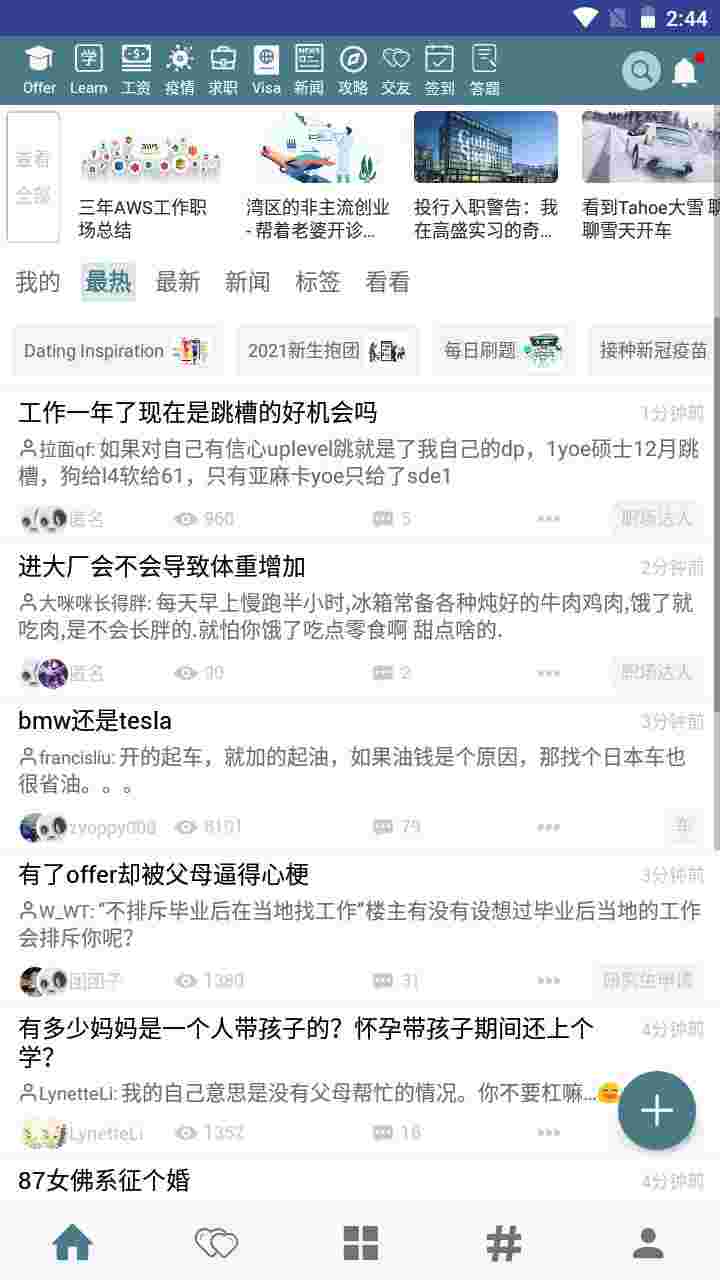 2:44
Offer Learn 工资 疫情 求职 Visa 新闻 攻略 交友 签到 答题
查看
全部
三年AWS工作职
场总结
湾区的非主流创业
- 帮着老婆开诊...
投行入职警告：我
在高盛实习的奇...
看到Tahoe大雪 聊
聊雪天开车
我的 最热 最新 新闻 标签 看看
Dating Inspiration 2021新生抱团 每日刷题 接种新冠疫苗
工作一年了现在是跳槽的好机会吗 1分钟前
拉面qf: 如果对自己有信心uplevel跳就是了我自己的dp，1yoe硕士12月跳
槽，狗给l4软给61，只有亚麻卡yoe只给了sde1
匿名 960 5 职场达人
进大厂会不会导致体重增加 2分钟前
大咪咪长得胖: 每天早上慢跑半小时,冰箱常备各种炖好的牛肉鸡肉,饿了就
吃肉,是不会长胖的.就怕你饿了吃点零食啊 甜点啥的.
匿名 90 2 职场达人
bmw还是tesla 3分钟前
francisliu: 开的起车，就加的起油，如果油钱是个原因，那找个日本车也
很省油。。。
zyoppy000 8101 79 车
有了offer却被父母逼得心梗 3分钟前
W_WT: “不排斥毕业后在当地找工作”楼主有没有设想过毕业后当地的工作
会排斥你呢？
团团子 1380 31 研究生申请
有多少妈妈是一个人带孩子的？怀孕带孩子期间还上个 4分钟前
学？
LynetteLi: 我的自己意思是没有父母帮忙的情况。你不要杠嘛...
LynetteLi 1352 16
87女佛系征个婚 4分钟前